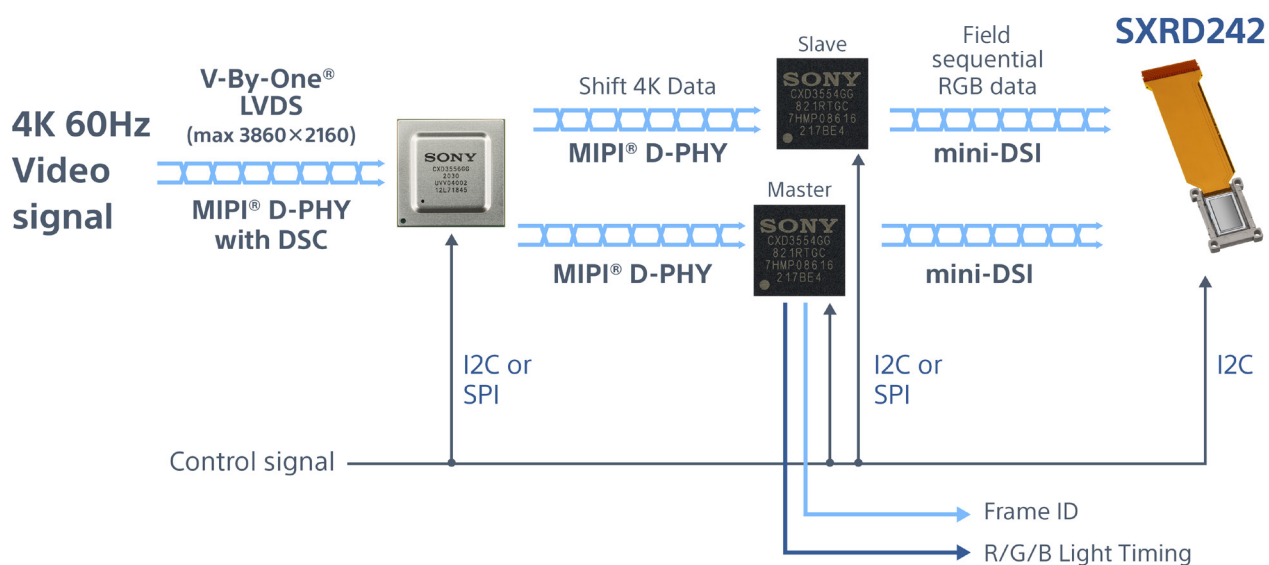 SXRD242
4K 60Hz
Video
signal
V-By-One®
LVDS
(max 3860×2160)
MIPI® D-PHY
with DSC
SONY
CXD3556GG
2030
UVV04002
12L71845
Shift 4K Data
MIPI® D-PHY
MIPI® D-PHY
Slave
SONY
CXD3554GG
821RTGC
7HMP08616
217BE4
Master
SONY
CXD3554GG
821RTGC
7HMP08616
217BE4
Field
sequential
RGB data
mini-DSI
mini-DSI
I2C or
SPI
I2C or
SPI
I2C
Control signal
Frame ID
R/G/B Light Timing